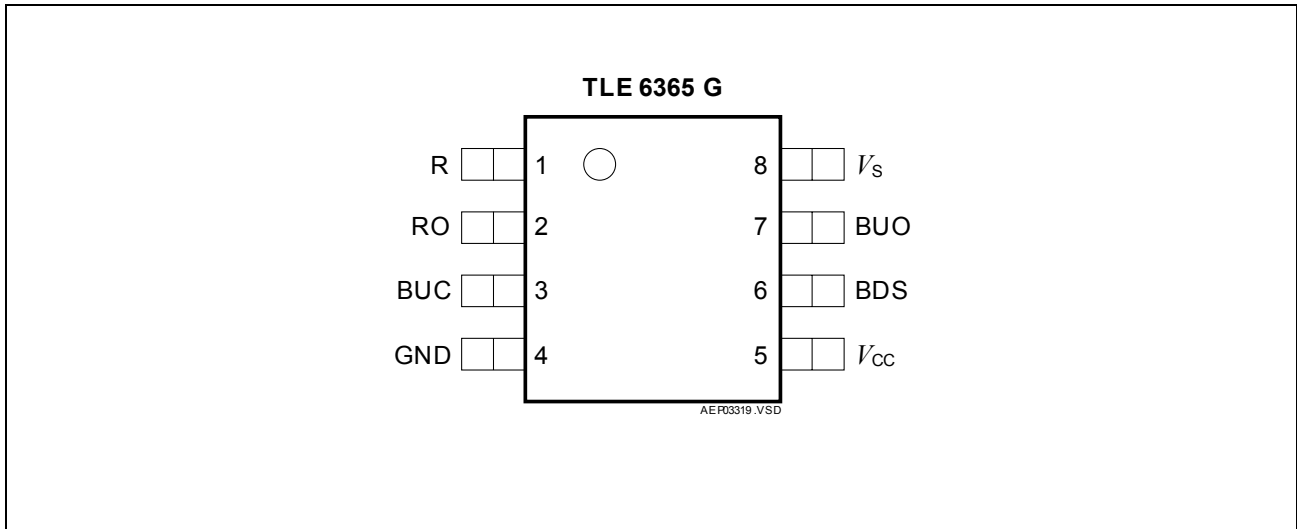 TLE 6365 G
R 1 8 VS
RO 2 7 BUO
BUC 3 6 BDS
GND 4 5 VCC
AEP03319.VSD